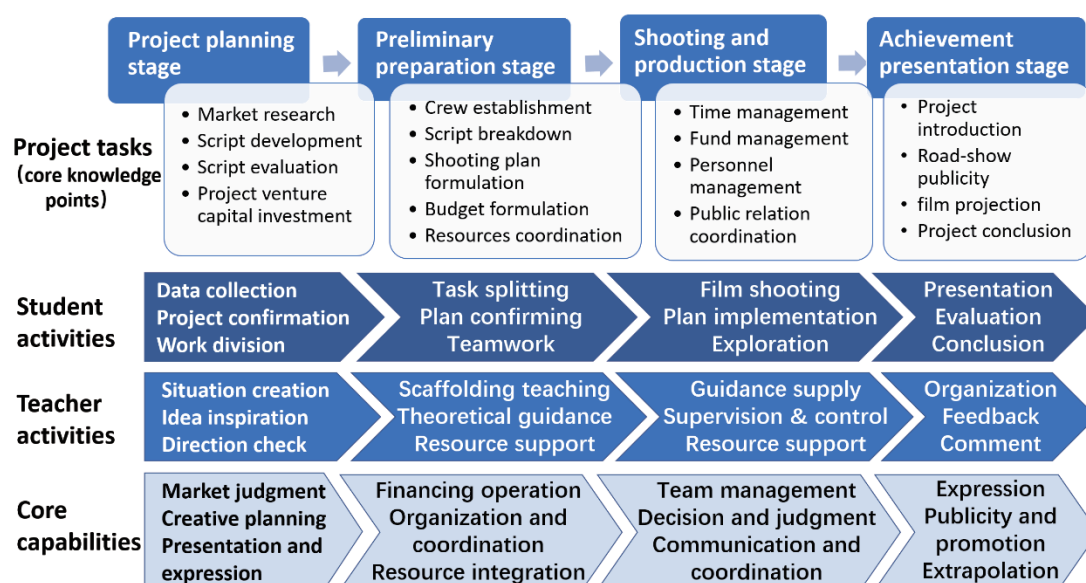 Project planning
stage
Preliminary
preparation stage
Shooting and
production stage
Achievement
presentation stage
Project tasks
(core knowledge
points)
• Market research
• Script development
• Script evaluation
• Project venture
capital investment
• Crew establishment
• Script breakdown
• Shooting plan
formulation
• Budget formulation
• Resources coordination
• Time management
• Fund management
• Personnel
management
• Public relation
coordination
• Project
introduction
• Road-show
publicity
• film projection
• Project conclusion
Student
activities
Data collection
Project confirmation
Work division
Task splitting
Plan confirming
Teamwork
Film shooting
Plan implementation
Exploration
Presentation
Evaluation
Conclusion
Teacher
activities
Situation creation
Idea inspiration
Direction check
Scaffolding teaching
Theoretical guidance
Resource support
Guidance supply
Supervision & control
Resource support
Organization
Feedback
Comment
Core
capabilities
Market judgment
Creative planning
Presentation and
expression
Financing operation
Organization and
coordination
Resource integration
Team management
Decision and judgment
Communication and
coordination
Expression
Publicity and
promotion
Extrapolation